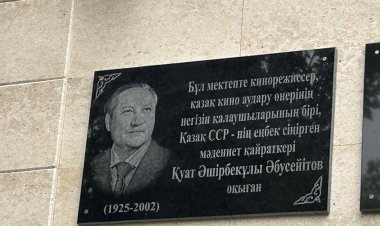 Бұл мектепте кинорежиссер,
қазақ кино аудару өнерінің
негізін қалаушыларының бірі,
Қазақ ССР - нің еңбек сіңірген
мәдениет қайраткері
Қуат Әшірбекұлы Әбусейітов
оқыған
(1925-2002)